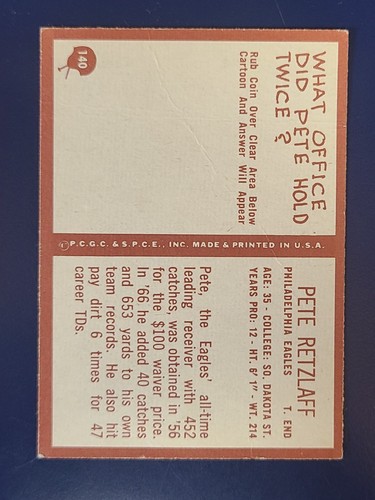 140
WHAT OFFICE
DID PETE HOLD
TWICE?
Rub Coin Over Clear Area Below
Cartoon And Answer Will Appear
©P.C.G.C. & S.P.C.E., INC. MADE & PRINTED IN U.S.A.
PETE RETZLAFF
PHILADELPHIA EAGLES T. END
AGE: 35 - COLLEGE: SO. DAKOTA ST.
YEARS PRO: 12 - HT. 6' 1" - WT. 214
Pete, the Eagles' all-time
leading receiver with 452
catches, was obtained in '56
for the $100 waiver price.
In '66 he added 40 catches
and 653 yards to his own
team records. He also hit
pay dirt 6 times for 47
career TDs.